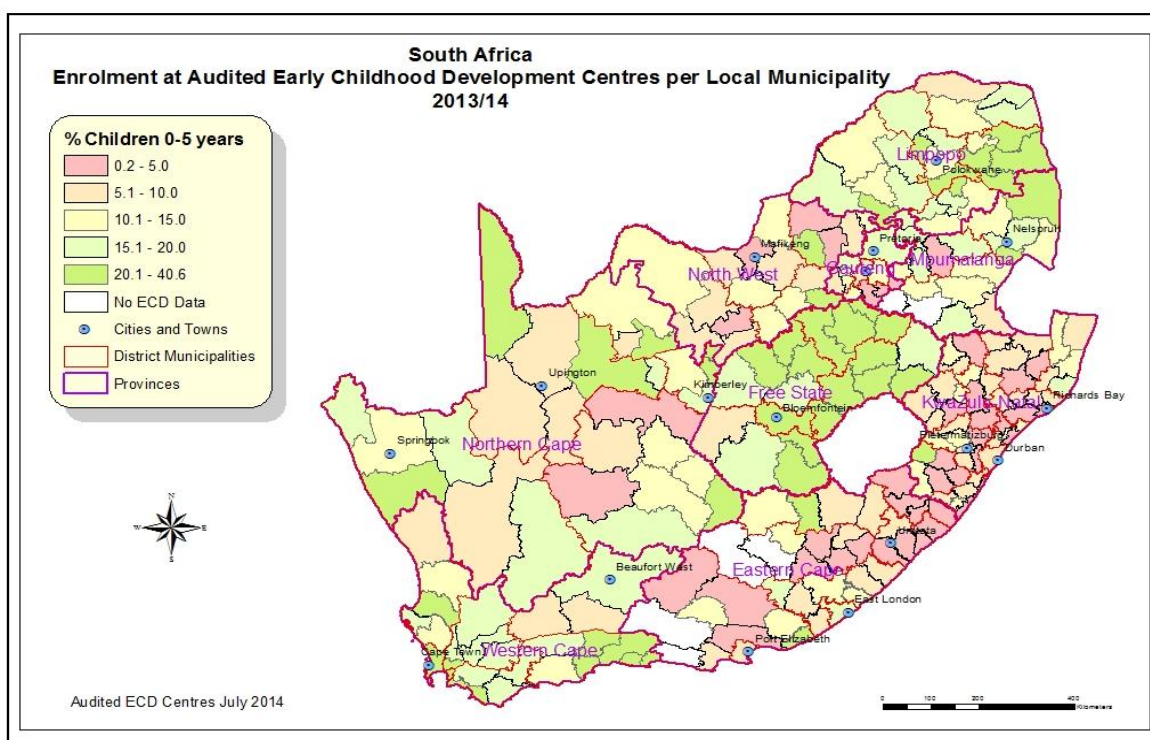 South Africa
Enrolment at Audited Early Childhood Development Centres per Local Municipality
2013/14
% Children 0-5 years
0.2 - 5.0
5.1 - 10.0
10.1 - 15.0
15.1 - 20.0
20.1 - 40.6
No ECD Data
Cities and Towns
District Municipalities
Provinces
Limpopo
Polokwane
Nelspruit
Pretoria
Mafikeng
Mpumalanga
Gauteng
North West
Upington
Kimberley
Free State
Bloemfontein
KwaZulu Natal
Richards Bay
Pietermaritzburg
Durban
Springbok
Northern Cape
N
W
E
S
Umtata
Beaufort West
Eastern Cape
East London
Port Elizabeth
Cape Town
Western Cape
Audited ECD Centres July 2014
0 100 200 400
Kilometers